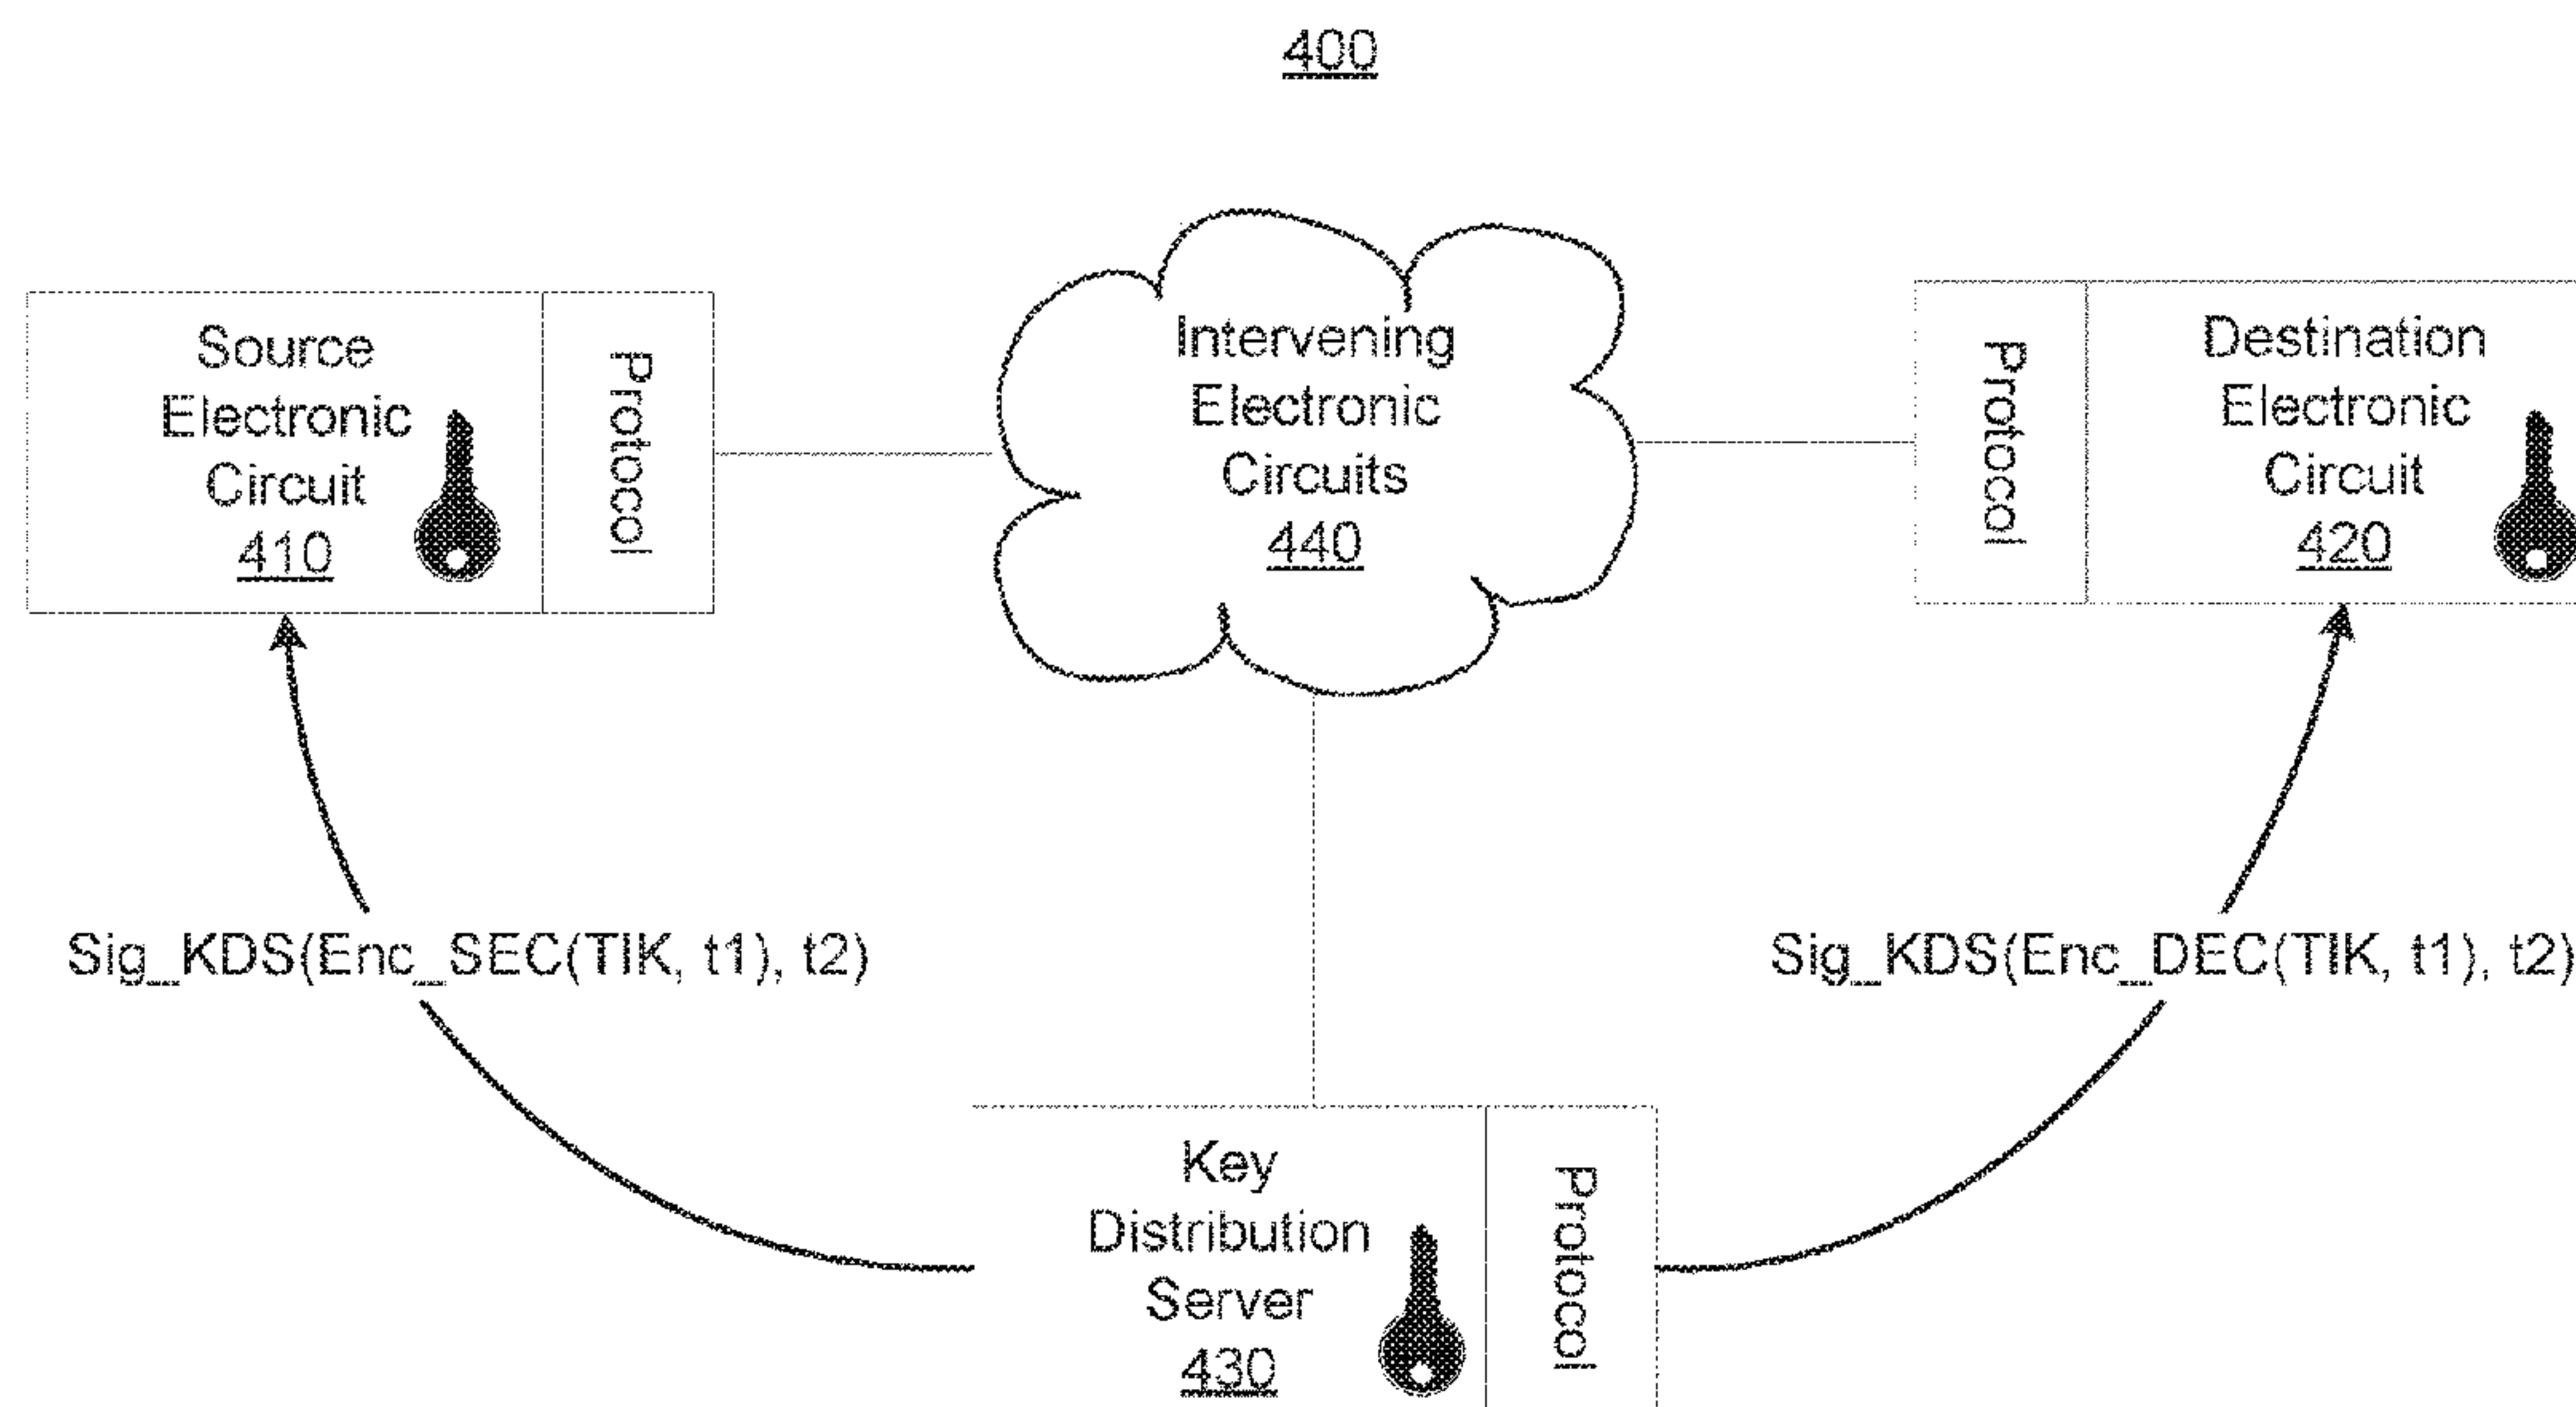 400
Source
Electronic
Circuit
410
Protocol
Intervening
Electronic
Circuits
440
Protocol
Destination
Electronic
Circuit
420
Sig_KDS(Enc_SEC(TIK, t1), t2)
Sig_KDS(Enc_DEC(TIK, t1), t2)
Key
Distribution
Server
430
Protocol